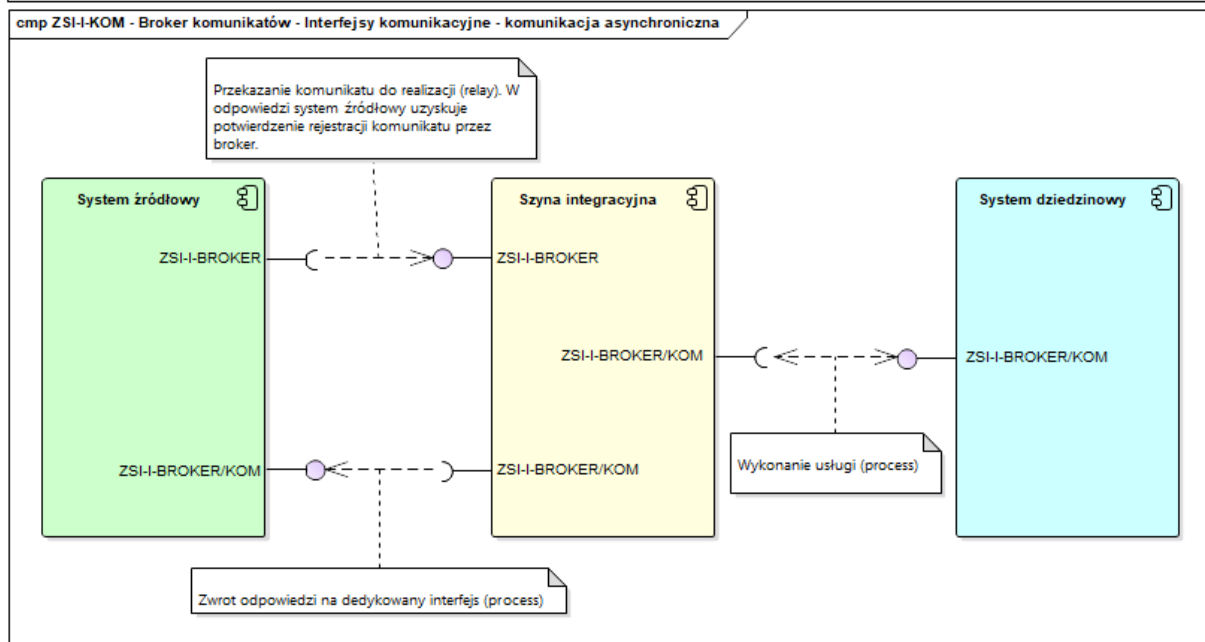 cmp ZSI-I-KOM - Broker komunikatów - Interfejsy komunikacyjne - komunikacja asynchroniczna
Przekazanie komunikatu do realizacji (relay). W
odpowiedzi system źródłowy uzyskuje
potwierdzenie rejestracji komunikatu przez
broker.
System źródłowy
Szyna integracyjna
System dziedzinowy
ZSI-I-BROKER
ZSI-I-BROKER
ZSI-I-BROKER/KOM
ZSI-I-BROKER/KOM
ZSI-I-BROKER/KOM
ZSI-I-BROKER/KOM
Wykonanie usługi (process)
Zwrot odpowiedzi na dedykowany interfejs (process)